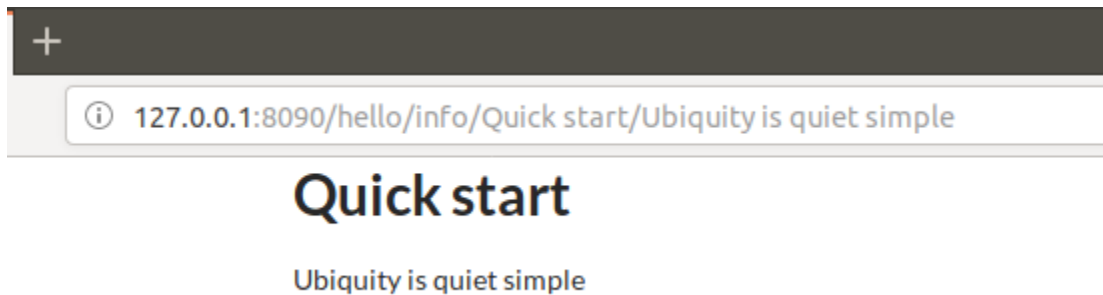 127.0.0.1:8090/hello/info/Quick start/Ubiquity is quiet simple
Quick start
Ubiquity is quiet simple